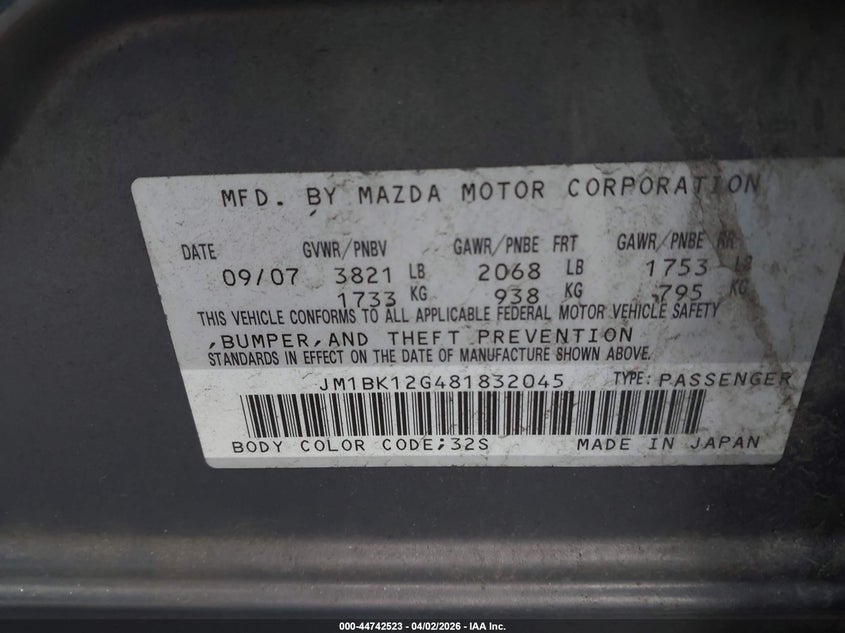 MFD. BY MAZDA MOTOR CORPORATION
DATE GVWR/PNBV GAWR/PNBE FRT GAWR/PNBE RR
09/07 3821 LB 2068 LB 1753 LB
1733 KG 938 KG 795 KG
THIS VEHICLE CONFORMS TO ALL APPLICABLE FEDERAL MOTOR VEHICLE SAFETY
,BUMPER,AND THEFT PREVENTION
STANDARDS IN EFFECT ON THE DATE OF MANUFACTURE SHOWN ABOVE.
JM1BK12G481832045 TYPE: PASSENGER
BODY COLOR CODE;32S MADE IN JAPAN
000-44742523 - 04/02/2026 - IAA Inc.